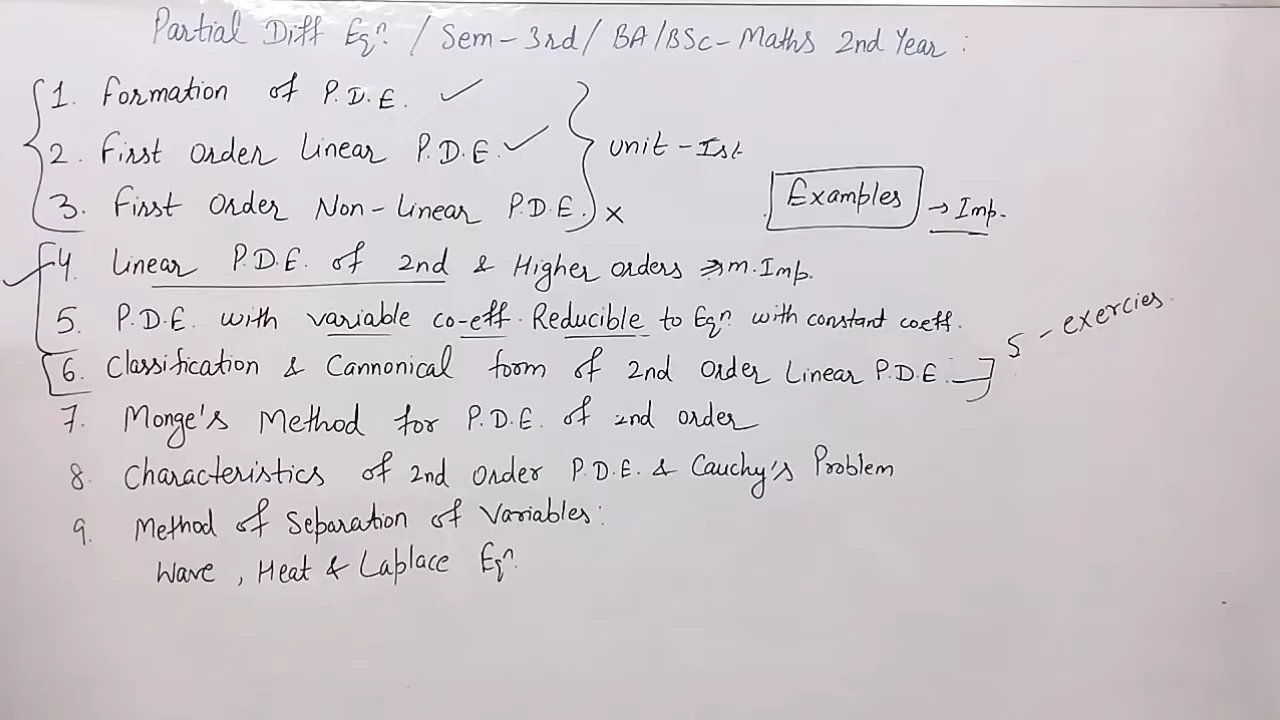 Partial Diff Eqn. / Sem-3rd / BA/BSc-Maths 2nd Year :
1. Formation of P.D.E. ✓
2. First Order Linear P.D.E. ✓
Unit-Ist
3. First Order Non-Linear P.D.E. ×
Examples → Imp.
4. Linear P.D.E. of 2nd & Higher orders => m. Imp.
5. P.D.E. with variable co-eff. Reducible to Eqn. with constant coeff.
6. Classification & Cannonical form of 2nd Order Linear P.D.E.
5 - exercies.
7. Monge's Method for P.D.E. of 2nd order
8. Characteristics of 2nd Order P.D.E. & Cauchy's Problem
9. Method of Separation of Variables:
Wave, Heat & Laplace Eqn.